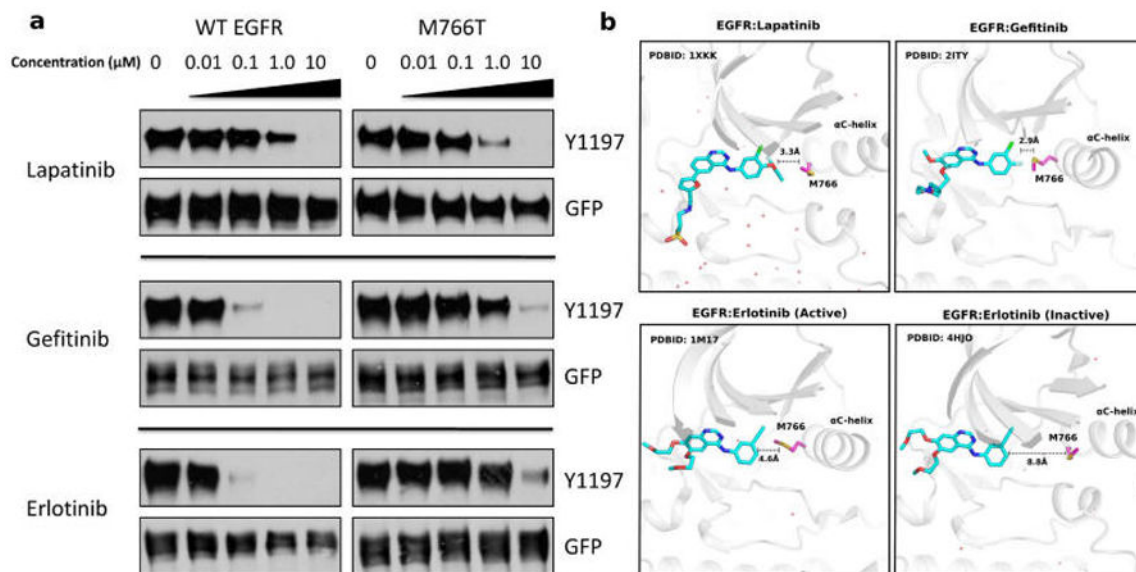 a
WT EGFR M766T
Concentration (μM) 0 0.01 0.1 1.0 10 0 0.01 0.1 1.0 10
Lapatinib
Y1197
GFP
Gefitinib
Y1197
GFP
Erlotinib
Y1197
GFP
b
EGFR:Lapatinib
PDBID: 1XKK
αC-helix
3.3Å
M766
EGFR:Gefitinib
PDBID: 2ITY
αC-helix
2.9Å
M766
EGFR:Erlotinib (Active)
PDBID: 1M17
M766
αC-helix
4.6Å
EGFR:Erlotinib (Inactive)
PDBID: 4HJO
αC-helix
M766
8.8Å